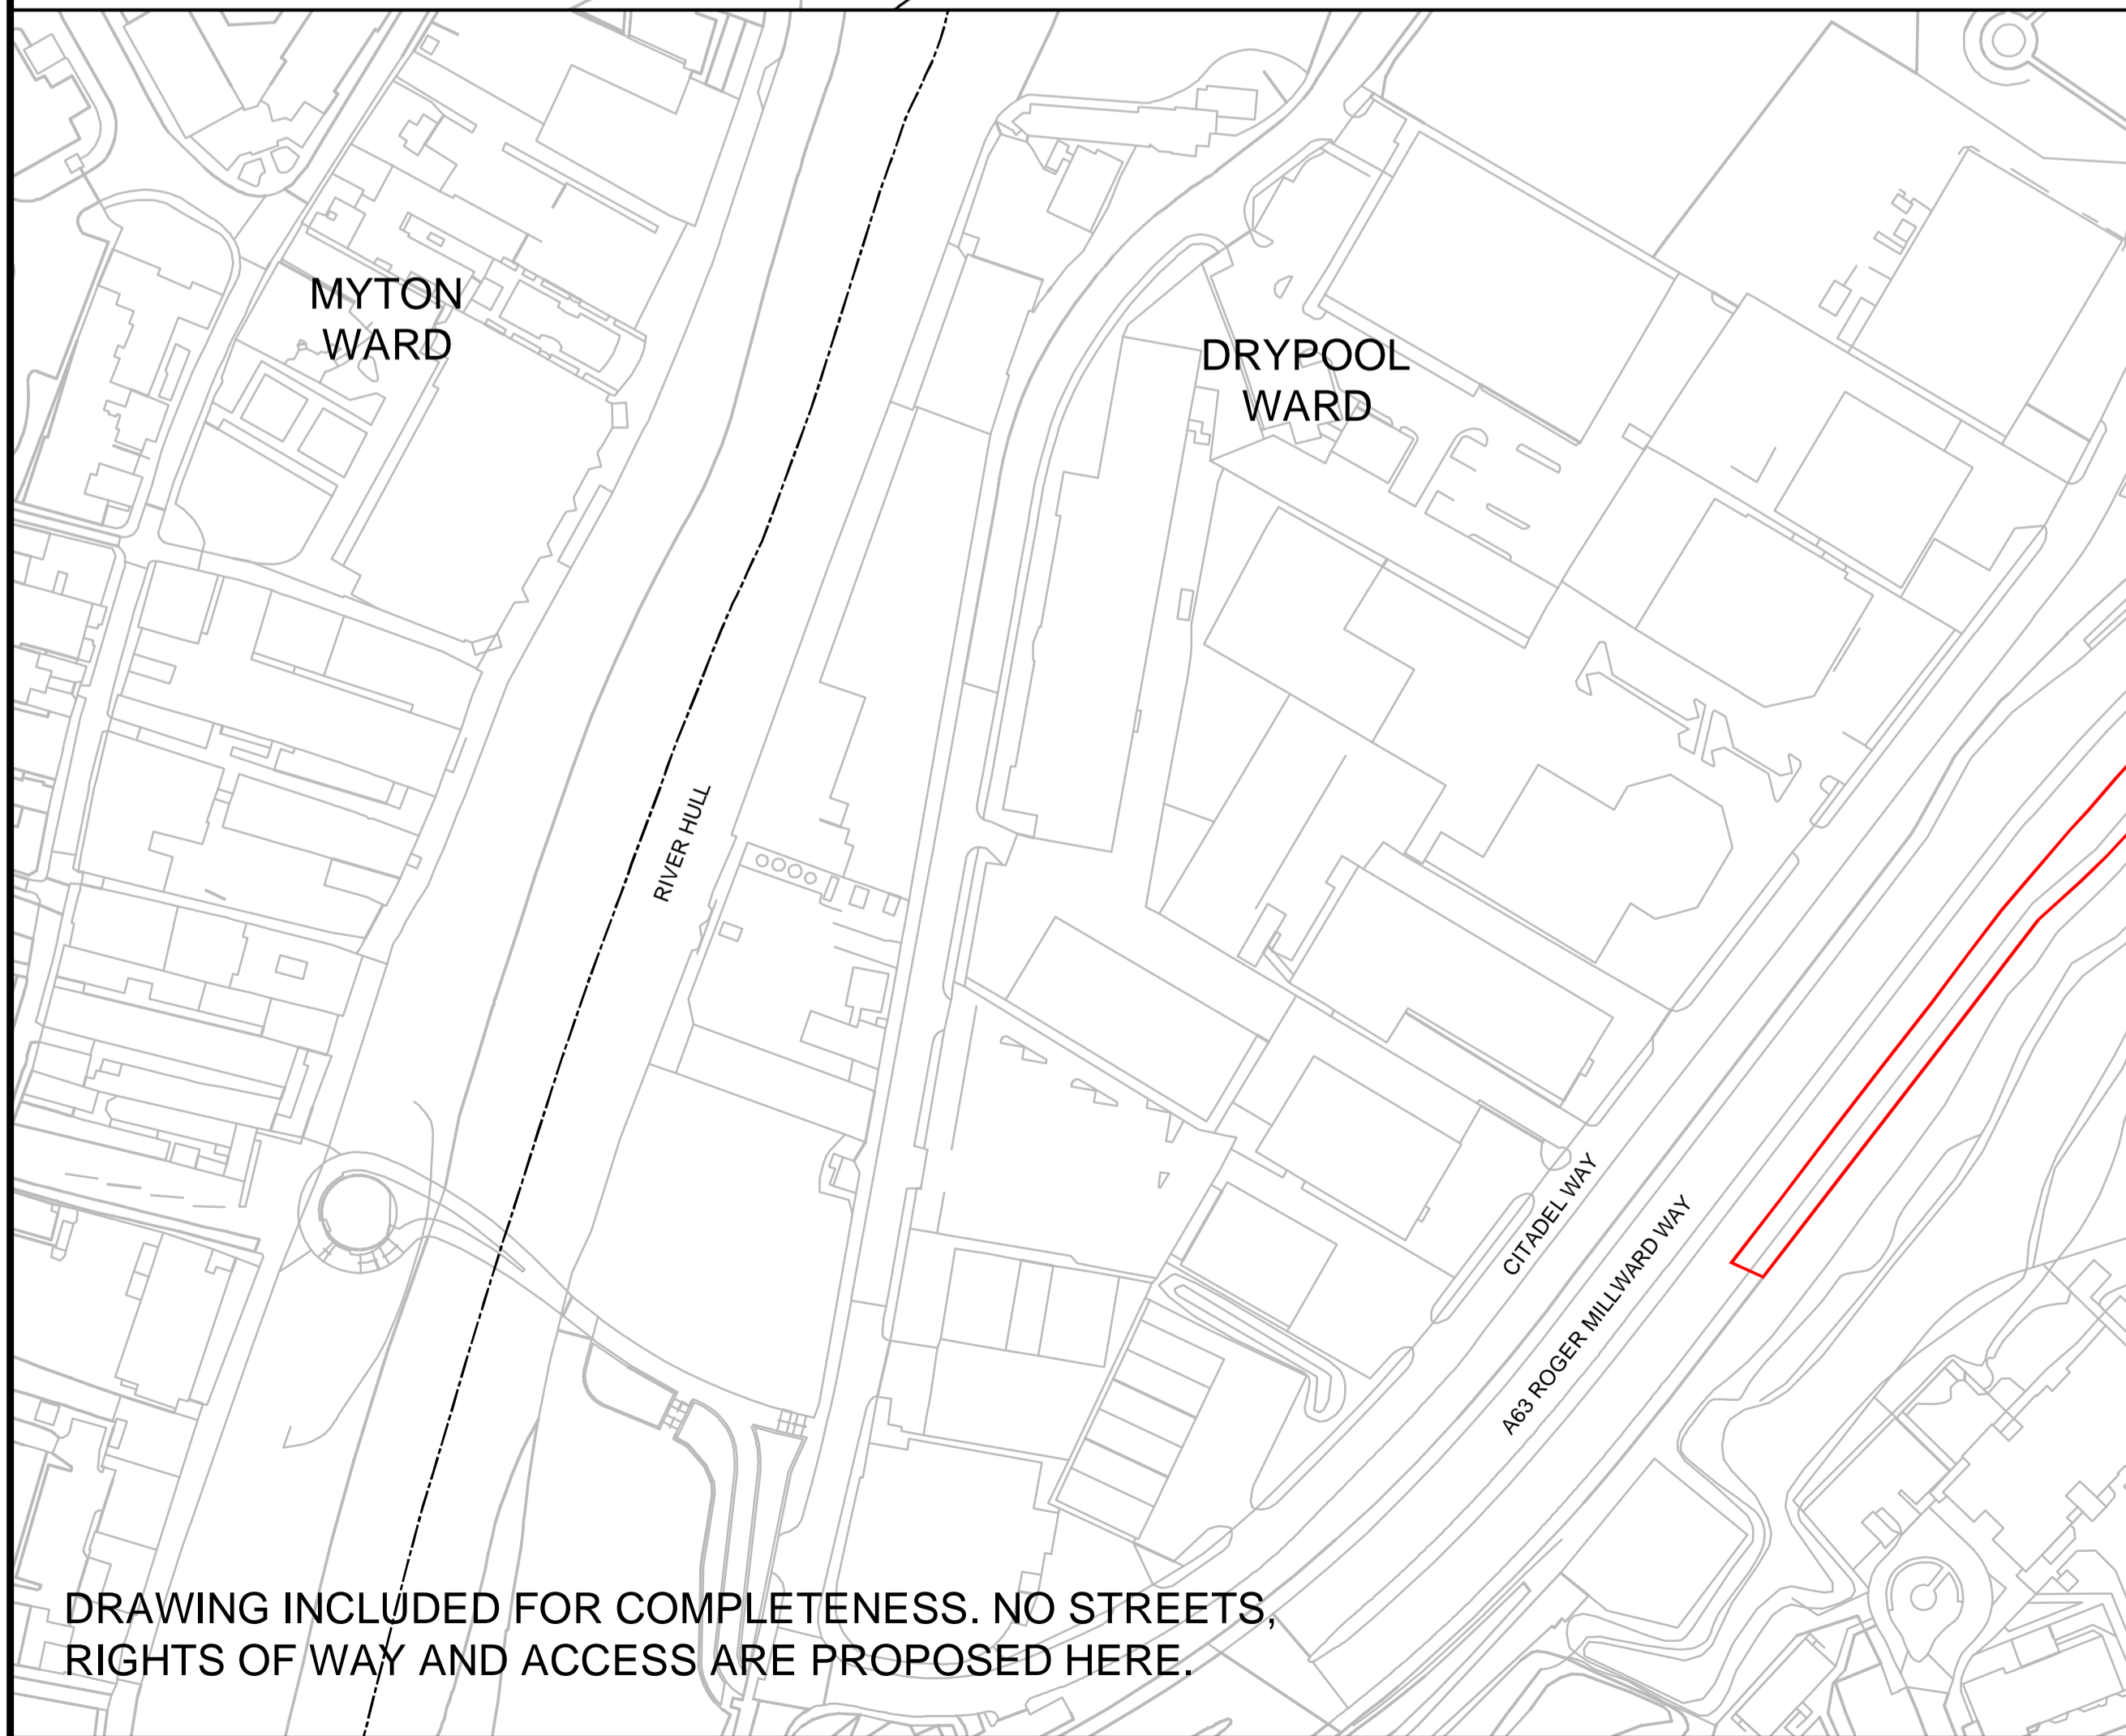 MYTON
WARD
DRYPOOL
WARD
RIVER HULL
CITADEL WAY
A63 ROGER MILLWARD WAY
DRAWING INCLUDED FOR COMPLETENESS. NO STREETS,
RIGHTS OF WAY AND ACCESS ARE PROPOSED HERE.